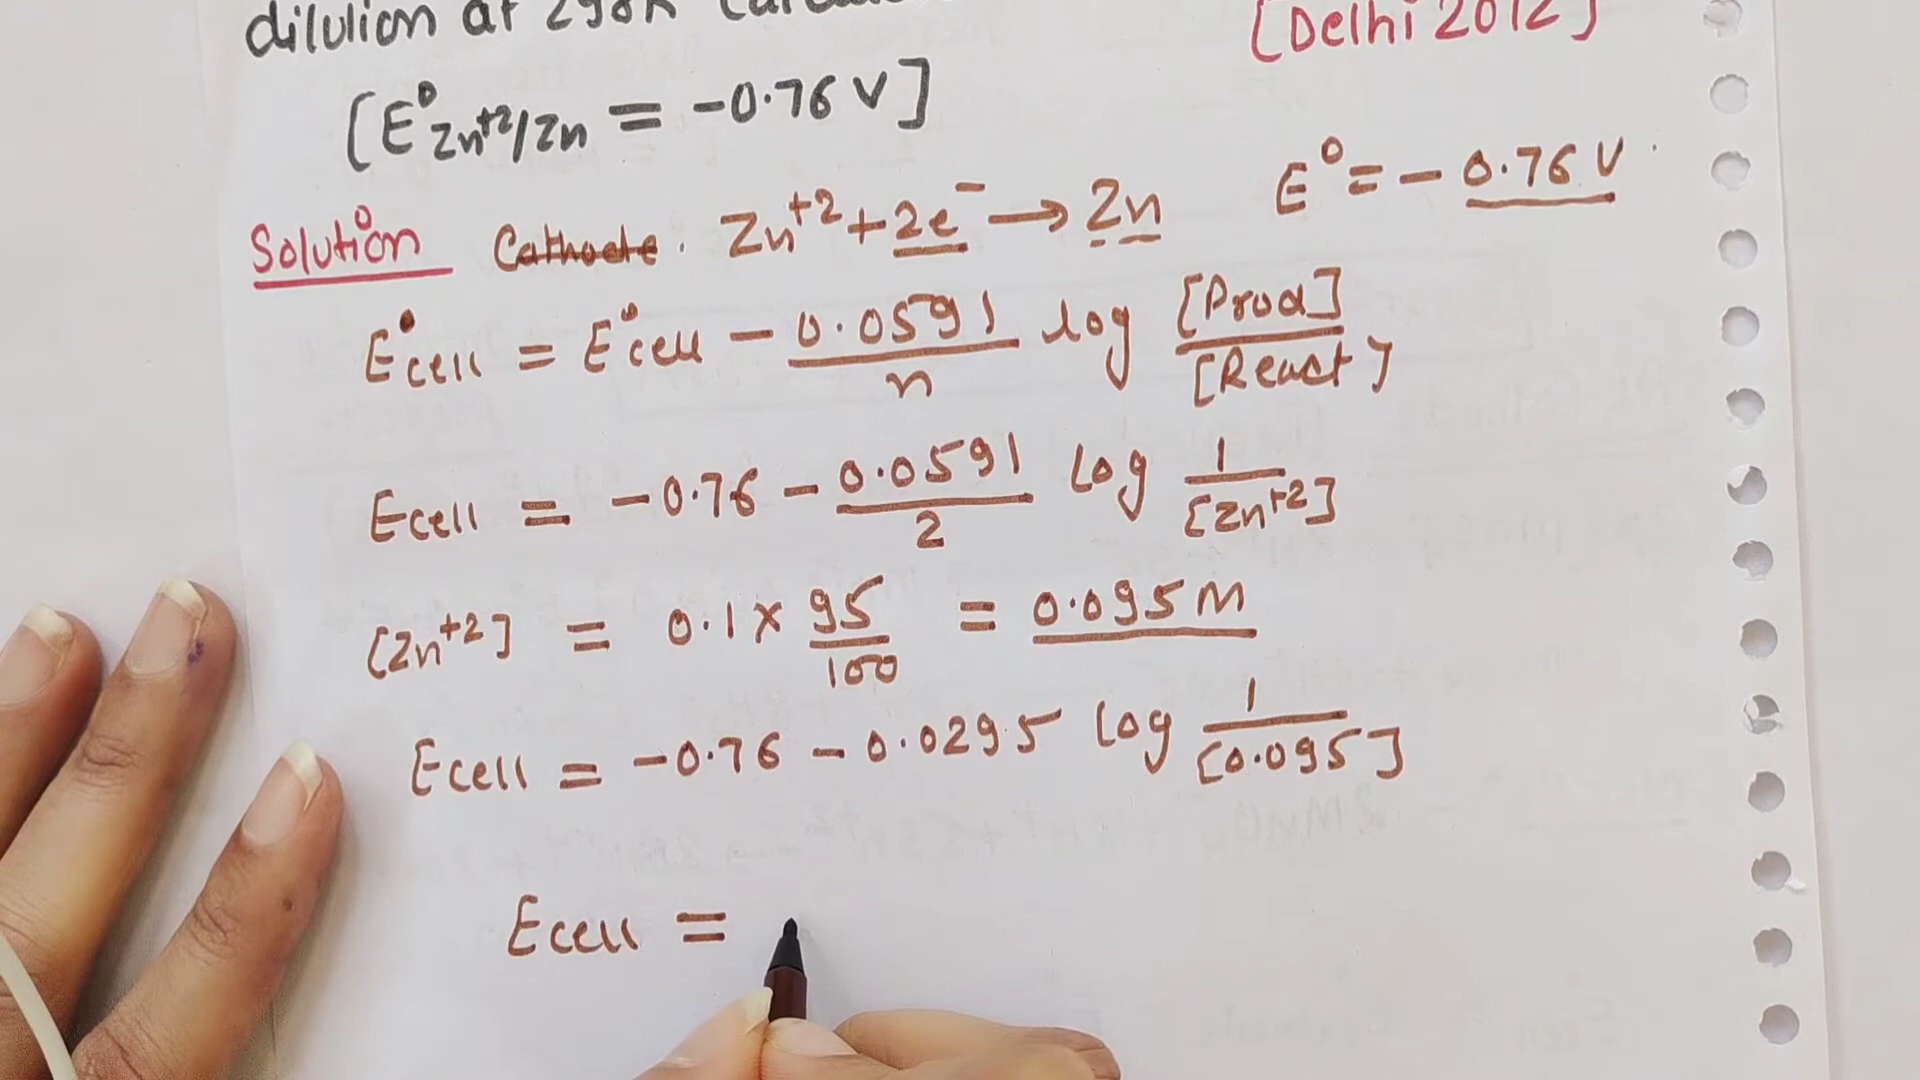 dilution at 298K
[Delhi 2012]
[E°Zn+2/Zn = -0.76 V]
Solution Cathode. Zn+2 + 2e- → Zn E° = - 0.76 V
E°cell = E°cell - 0.0591/n log [Prod]/[React]
Ecell = -0.76 - 0.0591/2 log 1/[Zn+2]
[Zn+2] = 0.1 x 95/100 = 0.095M
Ecell = -0.76 - 0.0295 log 1/[0.095]
Ecell =